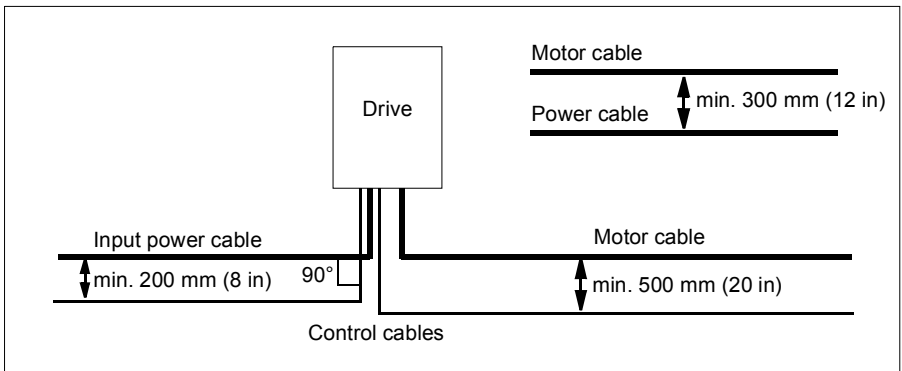 Motor cable
min. 300 mm (12 in)
Power cable
Drive
Input power cable
min. 200 mm (8 in)
90°
Motor cable
min. 500 mm (20 in)
Control cables